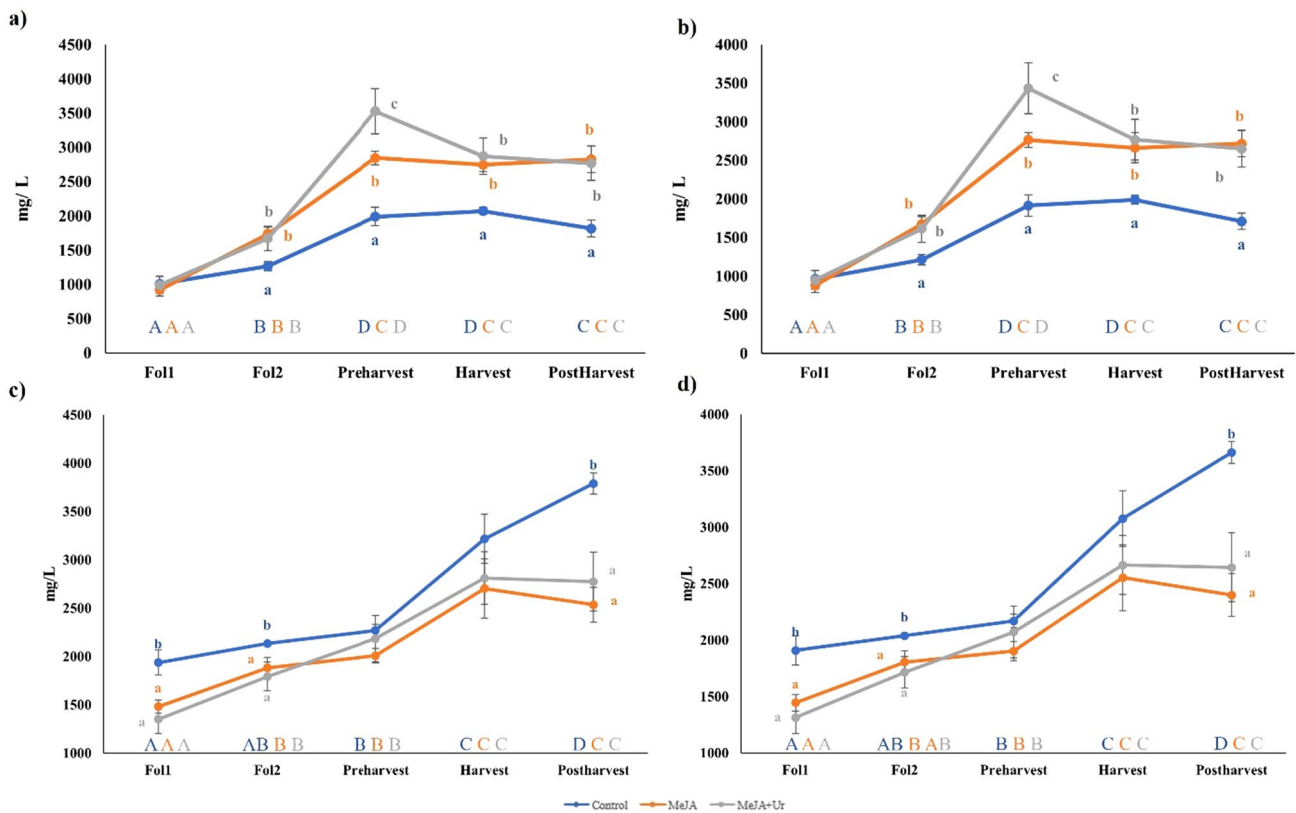 a)
4500
4000
3500
3000
2500
2000
1500
1000
500
0
mg/ L
c
b
b
b
b
b
b
b
a
a
a
a
A A A
B B B
D C D
D C C
C C C
Fol1
Fol2
Preharvest
Harvest
PostHarvest
b)
4000
3500
3000
2500
2000
1500
1000
500
0
mg/ L
c
b
b
b
b
b
b
b
a
a
a
a
A A A
B B B
D C D
D C C
C C C
Fol1
Fol2
Preharvest
Harvest
PostHarvest
c)
4500
4000
3500
3000
2500
2000
1500
1000
mg/L
b
b
b
a
a
a
a
a
a
A A A
AB B B
B B B
C C C
D C C
Fol1
Fol2
Preharvest
Harvest
Postharvest
d)
4000
3500
3000
2500
2000
1500
1000
mg/L
b
b
b
a
a
a
a
a
a
A A A
AB B AB
B B B
C C C
D C C
Fol1
Fol2
Preharvest
Harvest
Postharvest
Control
MeJA
MeJA+Ur